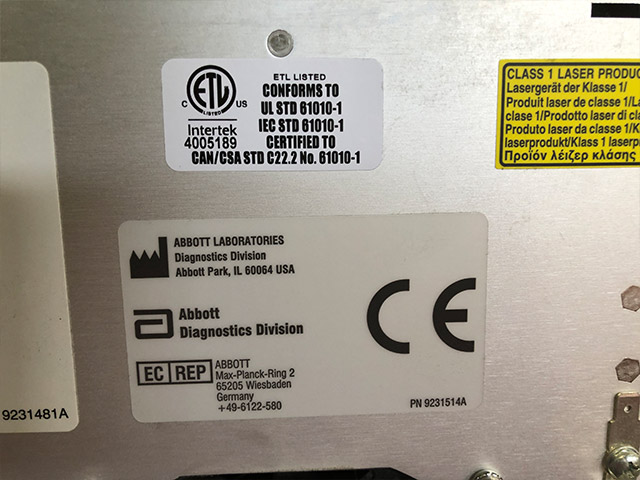 ETL LISTED
CONFORMS TO
UL STD 61010-1
IEC STD 61010-1
CERTIFIED TO
CAN/CSA STD C22.2 No. 61010-1
C ETL US
Intertek
4005189
CLASS 1 LASER PRODUC
Lasergerät der Klasse 1/
Produit laser de classe 1/
clase 1/Prodotto laser di cl
Produto laser da classe 1/
laserprodukt/Klass 1 laserp
Προϊόν λέιζερ κλάσης
ABBOTT LABORATORIES
Diagnostics Division
Abbott Park, IL 60064 USA
Abbott
Diagnostics Division
CE
EC REP
ABBOTT
Max-Planck-Ring 2
65205 Wiesbaden
Germany
+49-6122-580
PN 9231514A
9231481A